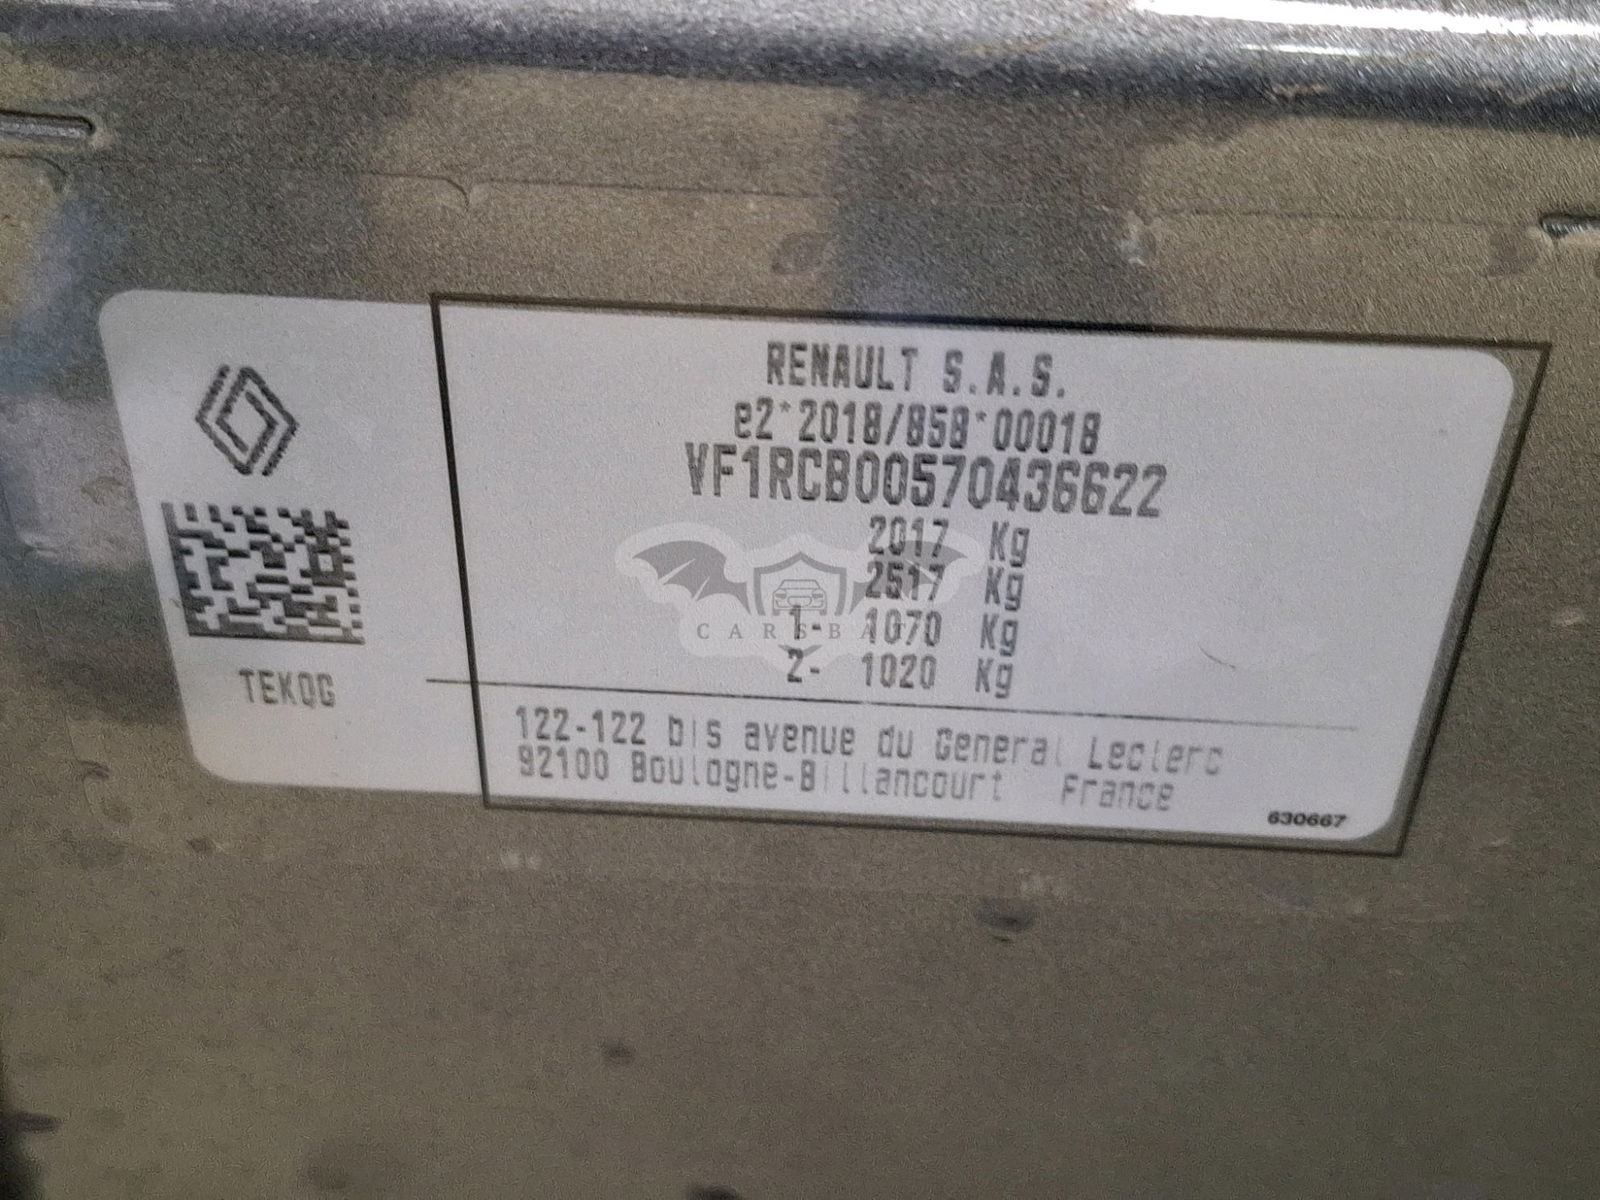 RENAULT S.A.S.
e2*2018/858*00018
VF1RCB00570436622
2017 Kg
2517 Kg
1- 1070 Kg
2- 1020 Kg
CARSBAT
TEKQG
122-122 bis avenue du General Leclerc
92100 Boulogne-Billancourt France
630667